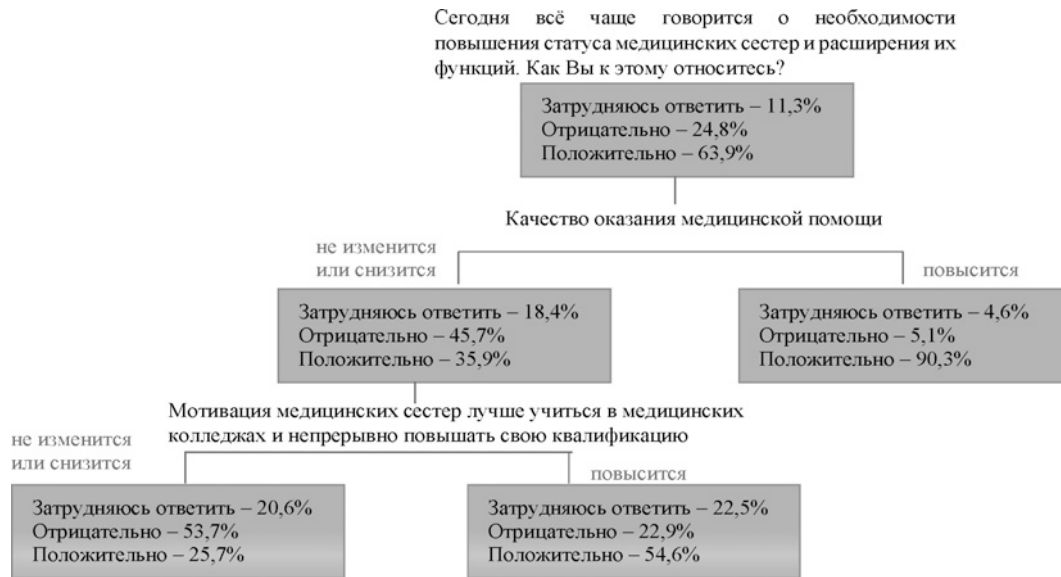 Сегодня всё чаще говорится о необходимости
повышения статуса медицинских сестер и расширения их
функций. Как Вы к этому относитесь?
Затрудняюсь ответить – 11,3%
Отрицательно – 24,8%
Положительно – 63,9%
Качество оказания медицинской помощи
не изменится
или снизится
повысится
Затрудняюсь ответить – 18,4%
Отрицательно – 45,7%
Положительно – 35,9%
Затрудняюсь ответить – 4,6%
Отрицательно – 5,1%
Положительно – 90,3%
Мотивация медицинских сестер лучше учиться в медицинских
колледжах и непрерывно повышать свою квалификацию
не изменится
или снизится
повысится
Затрудняюсь ответить – 20,6%
Отрицательно – 53,7%
Положительно – 25,7%
Затрудняюсь ответить – 22,5%
Отрицательно – 22,9%
Положительно – 54,6%